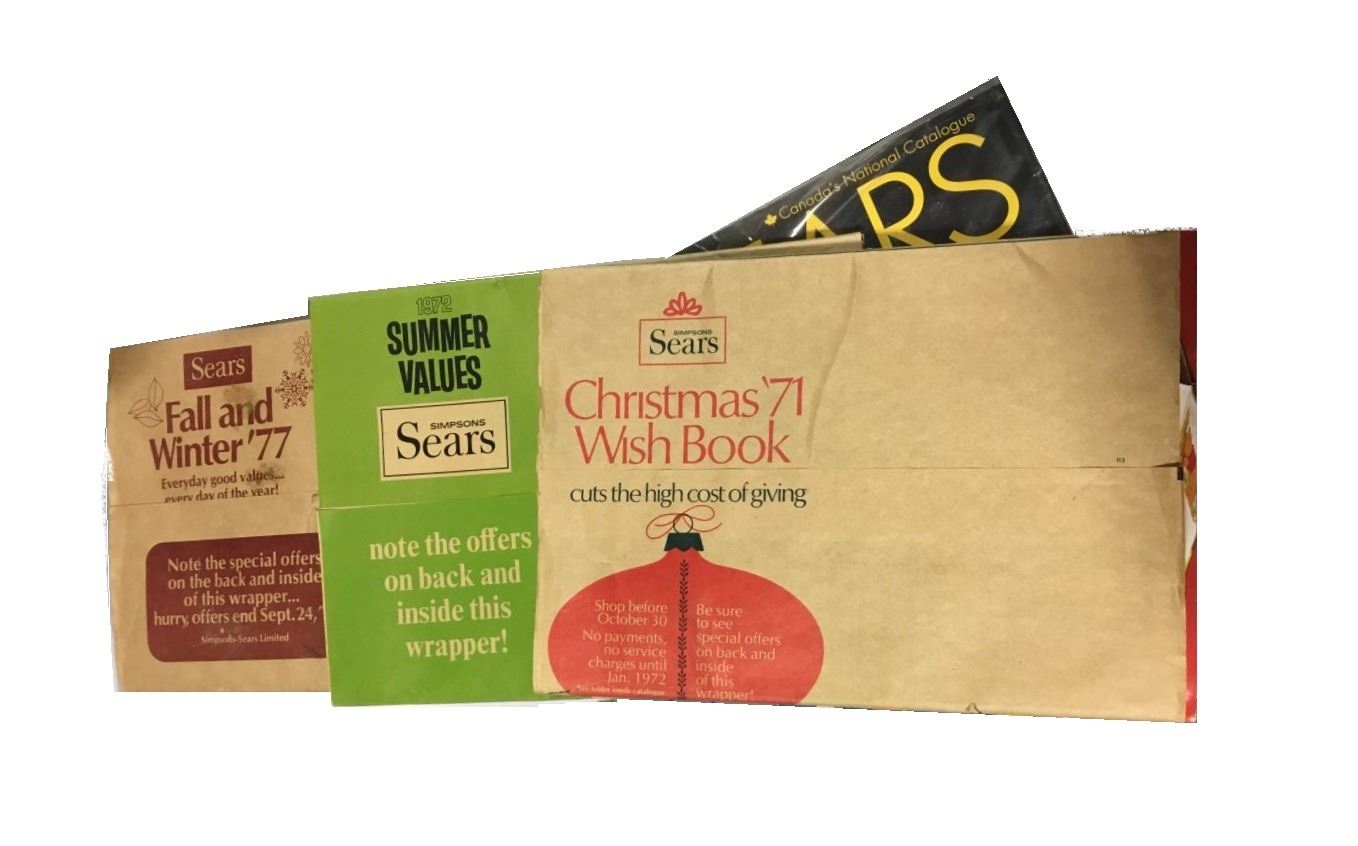 Canada's National Catalogue
ARS
Sears
Fall and
Winter '77
Everyday good values...
every day of the year!
Note the special offers
on the back and inside
of this wrapper...
hurry, offers end Sept. 24,
Simpsons-Sears Limited
1972
SUMMER
VALUES
SIMPSONS
Sears
note the offers
on back and
inside this
wrapper!
SIMPSONS
Sears
Christmas '71
Wish Book
cuts the high cost of giving
Shop before
October 30
No payments,
no service
charges until
Jan. 1972
*See folder inside catalogue
Be sure
to see
special offers
on back and
inside
of this
wrapper!